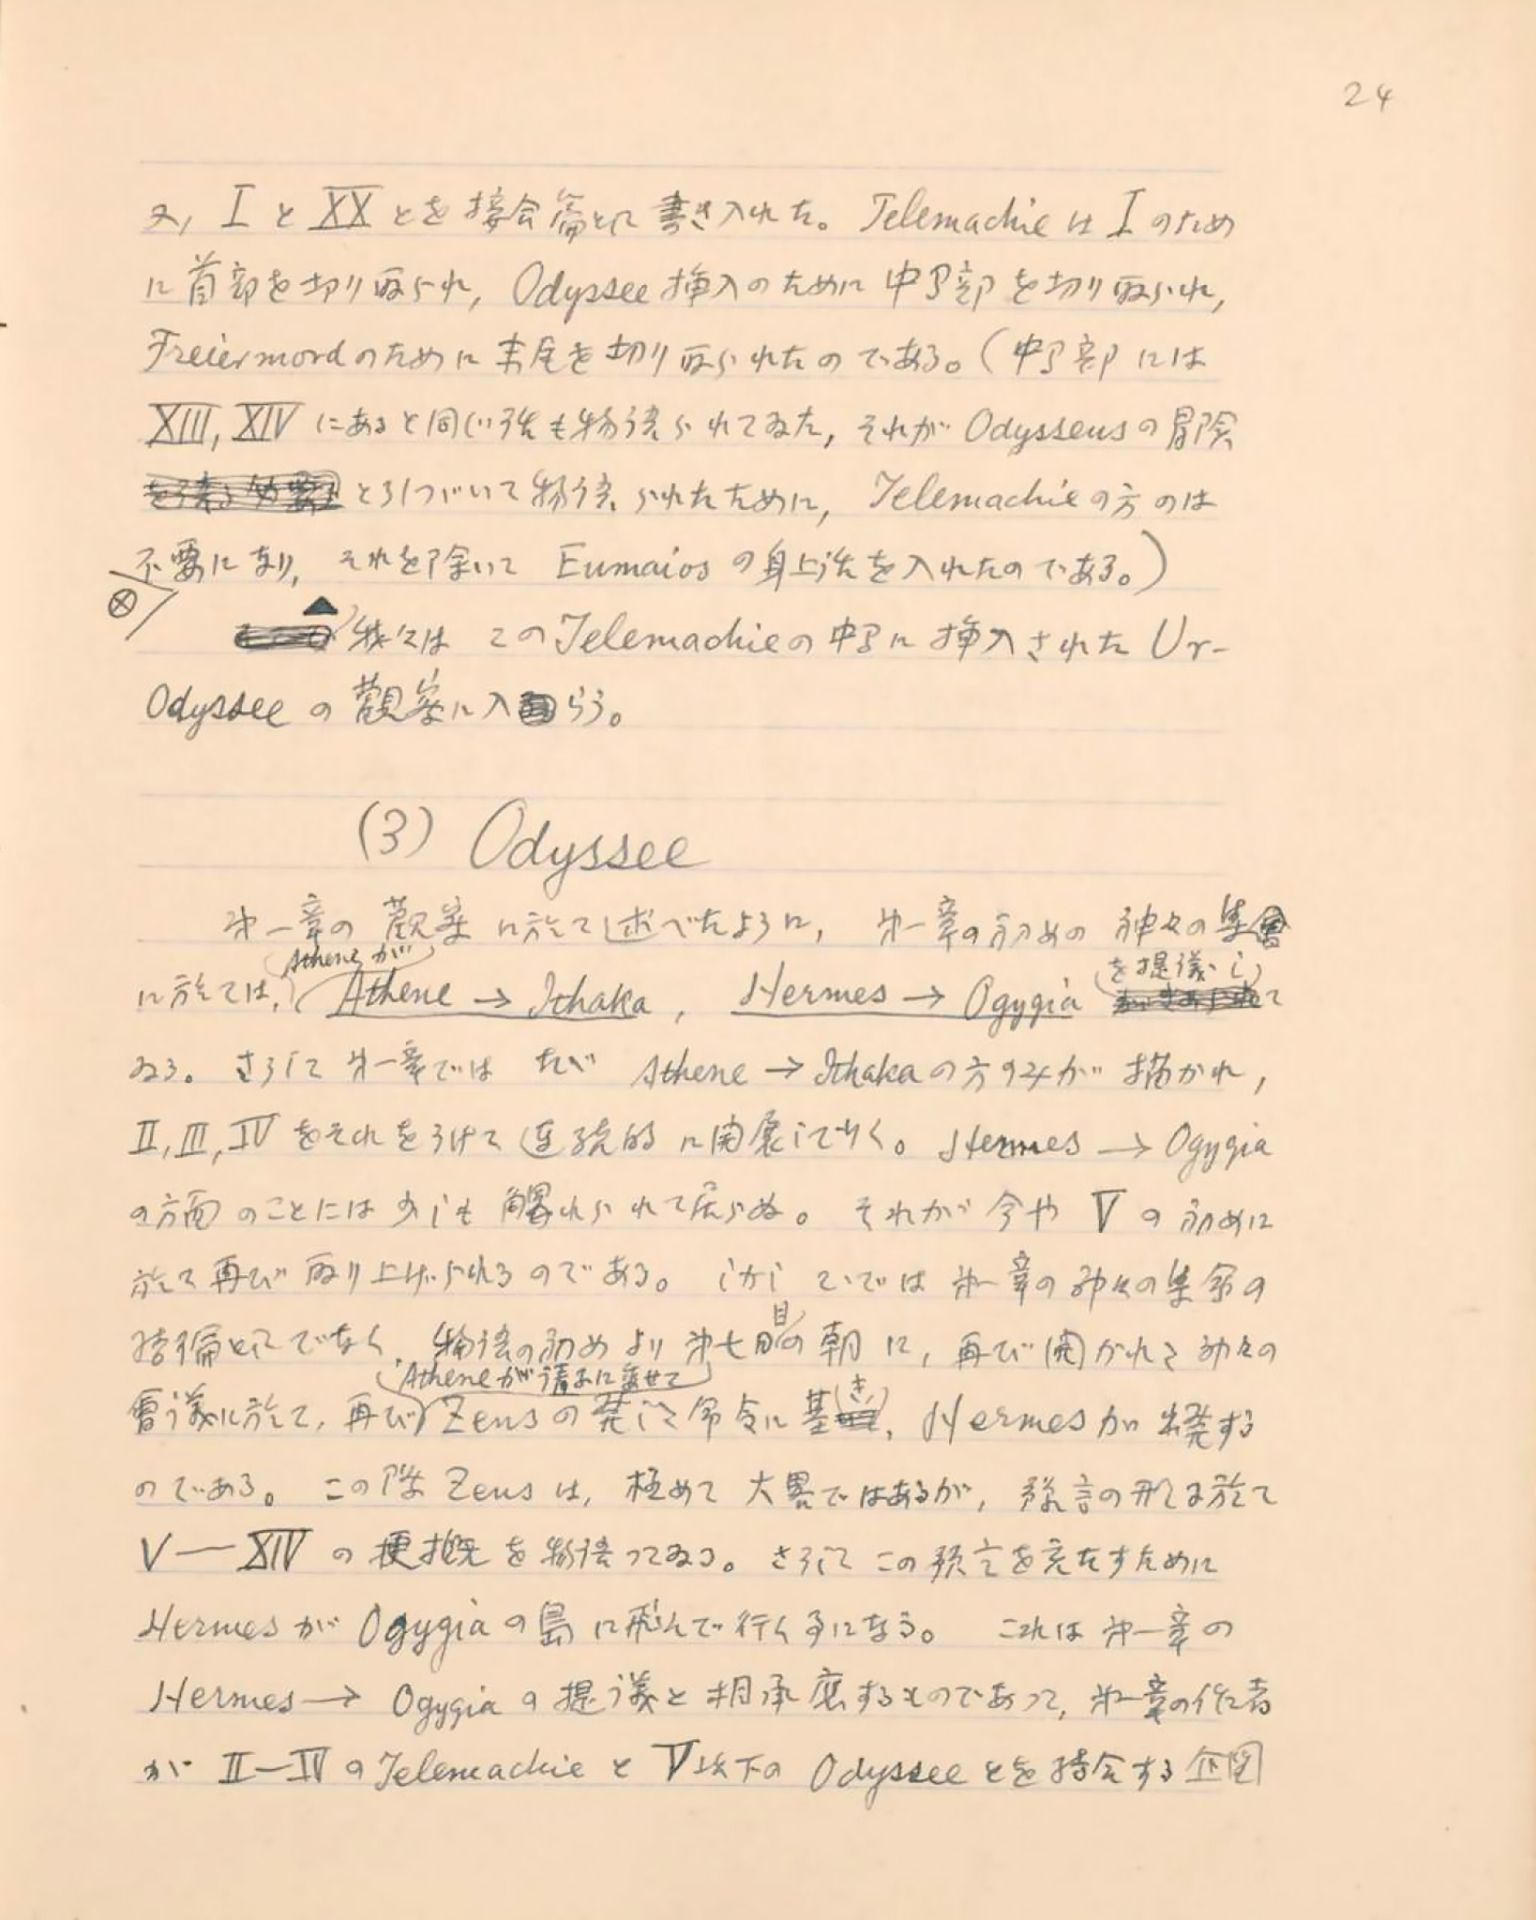 24
又, I と XX とを接合篇として書き入れた。Telemachie は I のため
に首部を切り取られ, Odyssee 挿入のために中間部を切り取られ,
Freiermord のために末尾を切り取られたのである。(中間部には
XIII, XIV にあると同じ話も物語られてゐた, それが Odysseus の冒険
とひきつゞいて物語られたために, Telemachie の方のは
不要になり, それを除いて Eumaios の身上話を入れたのである。)
我々は この Telemachie の中間に挿入された Ur-
Odyssee の観察に入らう。
(3) Odyssee
第一章の観察に於て述べたように, 第一章の初めの神々の集會
に於ては, Athene が Athene → Ithaka, Hermes → Ogygia を提議して
ゐる。さうして第一章では たゞ Athene → Ithaka の方のみが描かれ,
II, III, IV をそれをうけて連続的に開展して行く。Hermes → Ogygia
の方面のことには少しも觸れられて居らぬ。それが今や V の初めに
於て再び取り上げられるのである。しかしこゝでは第一章の神々の集会の
接續としてでなく, 物語の初めより第七日目の朝に, 再び開かれた神々の
會議に於て, 再び Athene が請ふに委せて Zeus の発した命令に基き, Hermes が出発する
のである。この際 Zeus は, 極めて大畧ではあるが, 預言の形に於て
V—XIV の梗概を物語つてゐる。さうしてこの預言を充たすために
Hermes が Ogygia の島に飛んで行く事になる。これは第一章の
Hermes → Ogygia の提議と相承應するものであつて, 第一章の作者
が II—IV の Telemachie と V 以下の Odyssee とを接合する企図